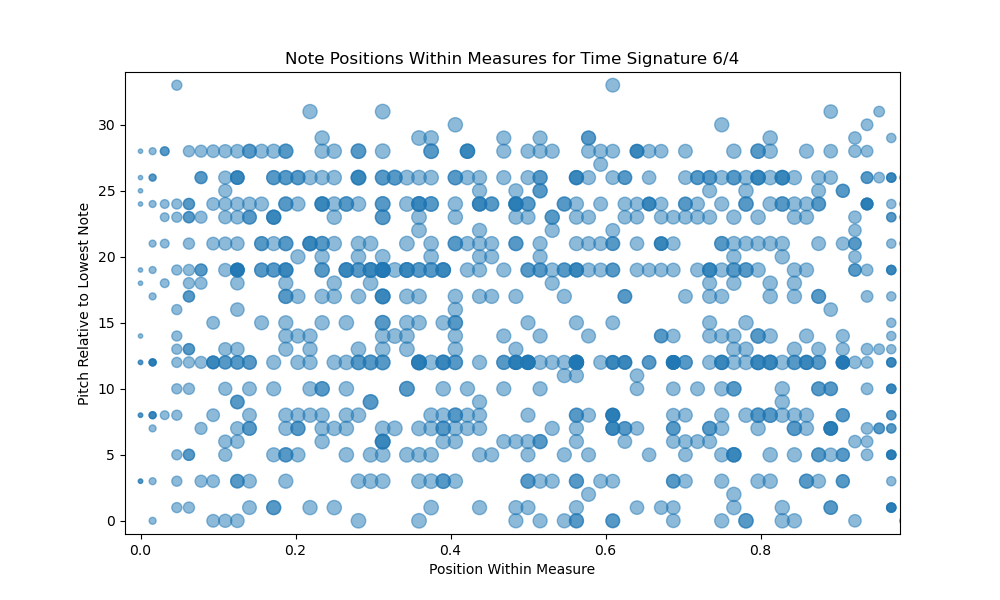 Note Positions Within Measures for Time Signature 6/4
30
25
20
15
10
5
0
Pitch Relative to Lowest Note
0.0 0.2 0.4 0.6 0.8
Position Within Measure